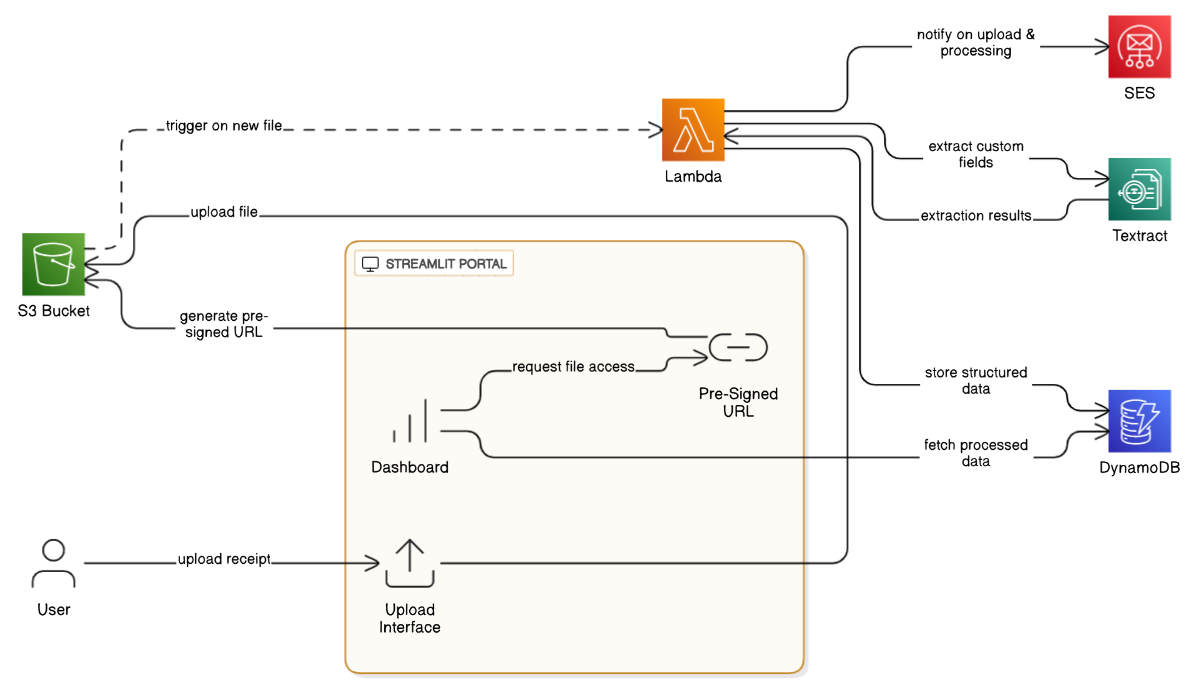 notify on upload &
processing
SES
trigger on new file
Lambda
extract custom
fields
extraction results
Textract
upload file
S3 Bucket
STREAMLIT PORTAL
generate pre-
signed URL
request file access
Pre-Signed
URL
store structured
data
Dashboard
fetch processed
data
DynamoDB
upload receipt
User
Upload
Interface